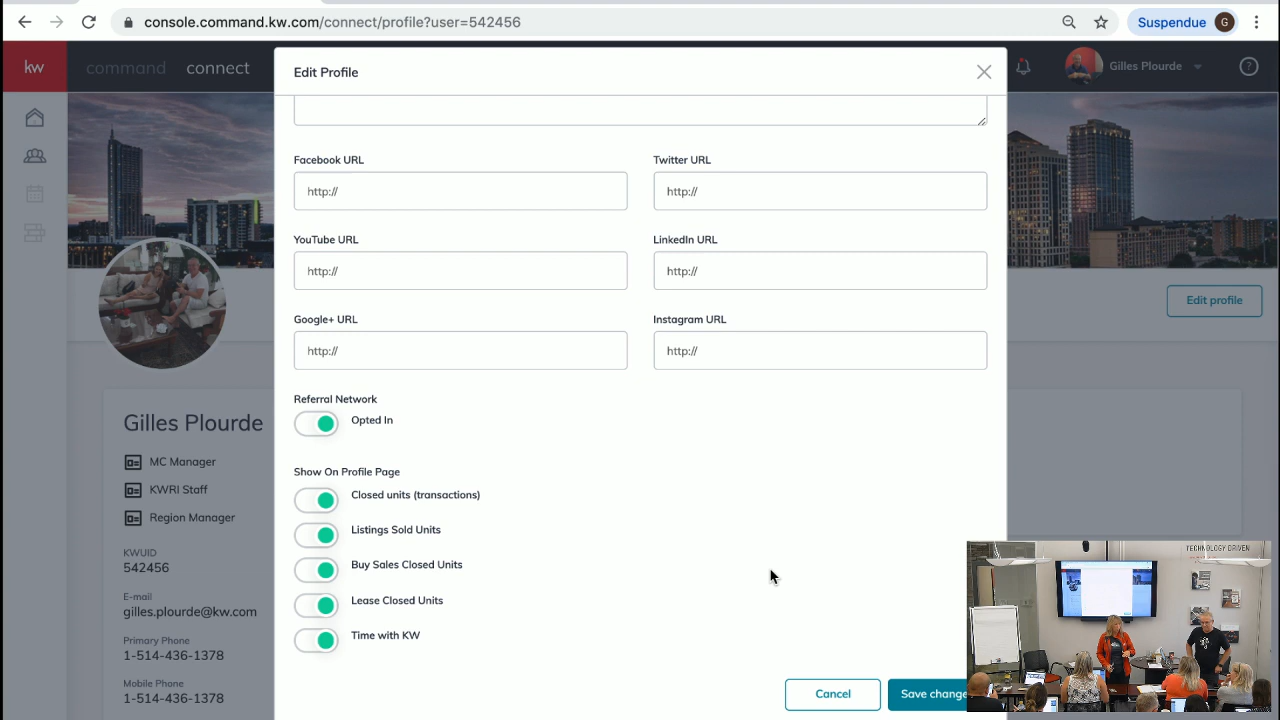 console.command.kw.com/connect/profile?user=542456
Suspendue
G
kw
command
connect
Edit Profile
Gilles Plourde
Facebook URL
Twitter URL
http://
http://
YouTube URL
LinkedIn URL
http://
http://
Google+ URL
Instagram URL
http://
http://
Edit profile
Referral Network
Opted In
Gilles Plourde
MC Manager
KWRI Staff
Region Manager
Show On Profile Page
Closed units (transactions)
Listings Sold Units
Buy Sales Closed Units
Lease Closed Units
Time with KW
KWUID
542456
E-mail
gilles.plourde@kw.com
Primary Phone
1-514-436-1378
Mobile Phone
1-514-436-1378
Cancel
Save change
TECHNOLOGY DRIVEN